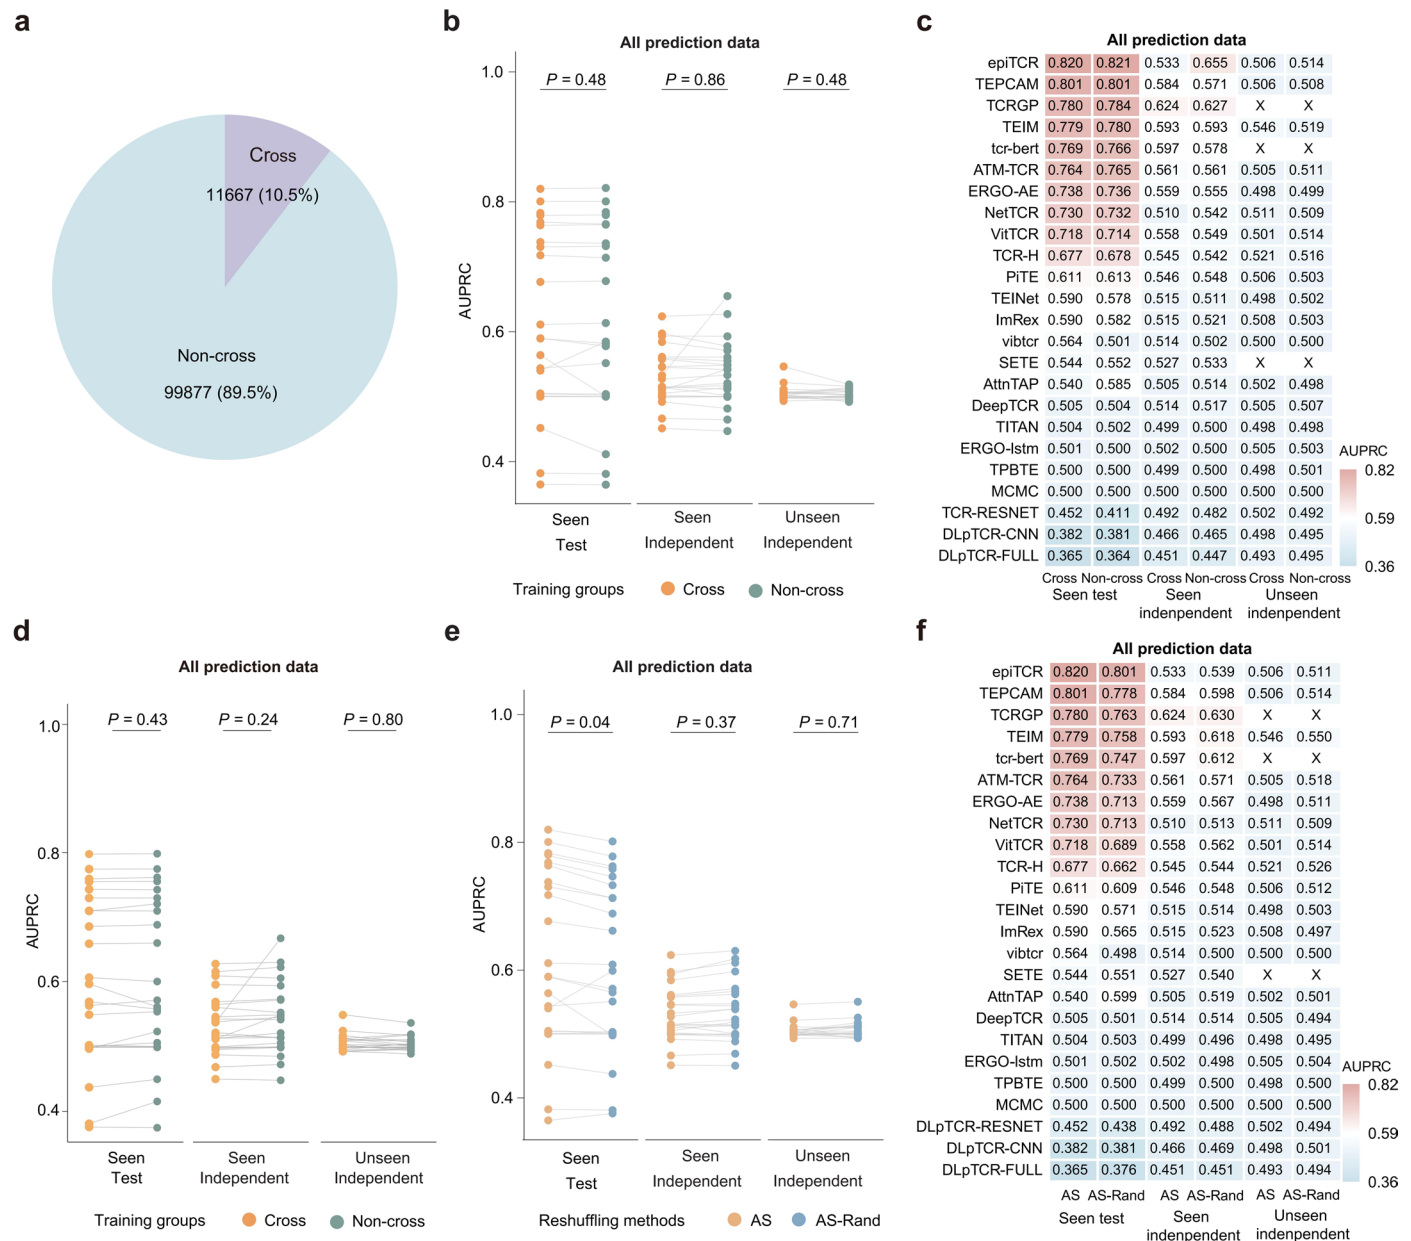 a
Cross
11667 (10.5%)
Non-cross
99877 (89.5%)
b
All prediction data
P = 0.48
P = 0.86
P = 0.48
1.0
0.8
0.6
0.4
AUPRC
Seen
Test
Seen
Independent
Unseen
Independent
Training groups Cross Non-cross
c
All prediction data
epiTCR 0.820 0.821 0.533 0.655 0.506 0.514
TEPCAM 0.801 0.801 0.584 0.571 0.506 0.508
TCRGP 0.780 0.784 0.624 0.627 X X
TEIM 0.779 0.780 0.593 0.593 0.546 0.519
tcr-bert 0.769 0.766 0.597 0.578 X X
ATM-TCR 0.764 0.765 0.561 0.561 0.505 0.511
ERGO-AE 0.738 0.736 0.559 0.555 0.498 0.499
NetTCR 0.730 0.732 0.510 0.542 0.511 0.509
VitTCR 0.718 0.714 0.558 0.549 0.501 0.514
TCR-H 0.677 0.678 0.545 0.542 0.521 0.516
PiTE 0.611 0.613 0.546 0.548 0.506 0.503
TEINet 0.590 0.578 0.515 0.511 0.498 0.502
ImRex 0.590 0.582 0.515 0.521 0.508 0.503
vibtcr 0.564 0.501 0.514 0.502 0.500 0.500
SETE 0.544 0.552 0.527 0.533 X X
AttnTAP 0.540 0.585 0.505 0.514 0.502 0.498
DeepTCR 0.505 0.504 0.514 0.517 0.505 0.507
TITAN 0.504 0.502 0.499 0.500 0.498 0.498
ERGO-lstm 0.501 0.500 0.502 0.500 0.505 0.503
TPBTE 0.500 0.500 0.499 0.500 0.498 0.501
MCMC 0.500 0.500 0.500 0.500 0.500 0.500
TCR-RESNET 0.452 0.411 0.492 0.482 0.502 0.492
DLpTCR-CNN 0.382 0.381 0.466 0.465 0.498 0.495
DLpTCR-FULL 0.365 0.364 0.451 0.447 0.493 0.495
Cross Non-cross Cross Non-cross Cross Non-cross
Seen test
Seen
indenpendent
Unseen
indenpendent
AUPRC
0.82
0.59
0.36
d
All prediction data
P = 0.43
P = 0.24
P = 0.80
1.0
0.8
0.6
0.4
AUPRC
Seen
Test
Seen
Independent
Unseen
Independent
Training groups Cross Non-cross
e
All prediction data
P = 0.04
P = 0.37
P = 0.71
1.0
0.8
0.6
0.4
AUPRC
Seen
Test
Seen
Independent
Unseen
Independent
Reshuffling methods AS AS-Rand
f
All prediction data
epiTCR 0.820 0.801 0.533 0.539 0.506 0.511
TEPCAM 0.801 0.778 0.584 0.598 0.506 0.514
TCRGP 0.780 0.763 0.624 0.630 X X
TEIM 0.779 0.758 0.593 0.618 0.546 0.550
tcr-bert 0.769 0.747 0.597 0.612 X X
ATM-TCR 0.764 0.733 0.561 0.571 0.505 0.518
ERGO-AE 0.738 0.713 0.559 0.567 0.498 0.511
NetTCR 0.730 0.713 0.510 0.513 0.511 0.509
VitTCR 0.718 0.689 0.558 0.562 0.501 0.514
TCR-H 0.677 0.662 0.545 0.544 0.521 0.526
PiTE 0.611 0.609 0.546 0.548 0.506 0.512
TEINet 0.590 0.571 0.515 0.514 0.498 0.503
ImRex 0.590 0.565 0.515 0.523 0.508 0.497
vibtcr 0.564 0.498 0.514 0.500 0.500 0.500
SETE 0.544 0.551 0.527 0.540 X X
AttnTAP 0.540 0.599 0.505 0.519 0.502 0.501
DeepTCR 0.505 0.501 0.514 0.514 0.505 0.494
TITAN 0.504 0.503 0.499 0.496 0.498 0.495
ERGO-lstm 0.501 0.502 0.502 0.498 0.505 0.504
TPBTE 0.500 0.500 0.499 0.500 0.498 0.500
MCMC 0.500 0.500 0.500 0.500 0.500 0.500
DLpTCR-RESNET 0.452 0.438 0.492 0.488 0.502 0.494
DLpTCR-CNN 0.382 0.381 0.466 0.469 0.498 0.501
DLpTCR-FULL 0.365 0.376 0.451 0.451 0.493 0.494
AS AS-Rand AS AS-Rand AS AS-Rand
Seen test
Seen
independent
Unseen
independent
AUPRC
0.82
0.59
0.36